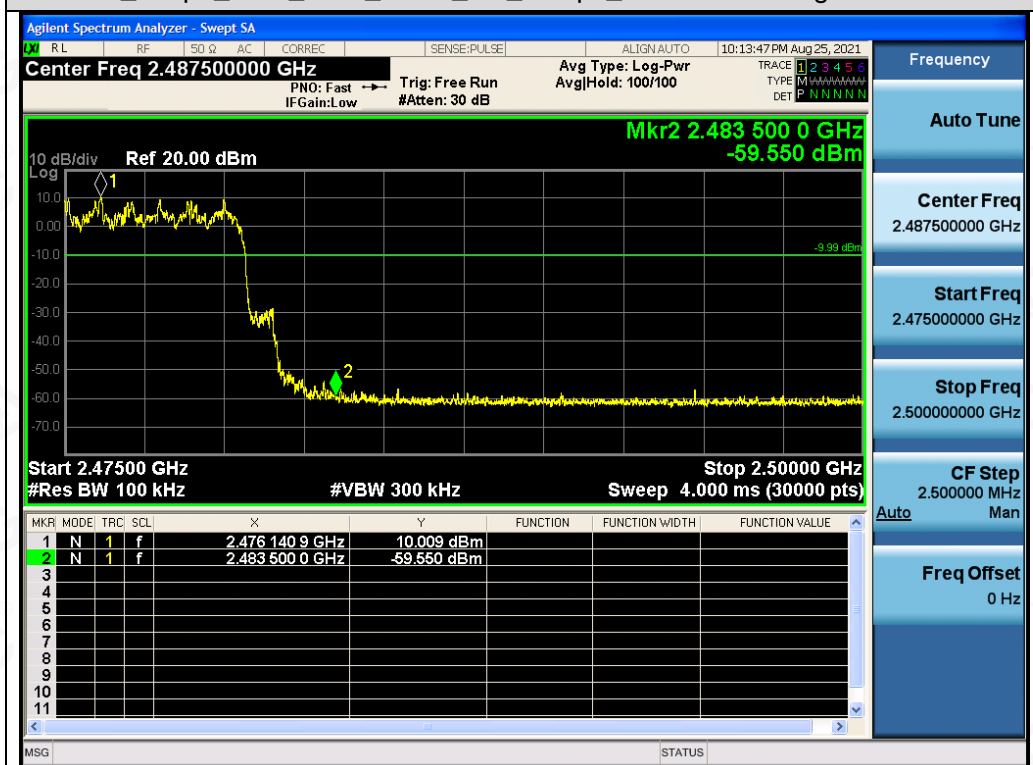 Agilent Spectrum Analyzer - Swept SA
LXI RL RF 50 Ω AC CORREC SENSE:PULSE ALIGN AUTO 10:13:47 PM Aug 25, 2021
Center Freq 2.487500000 GHz
PNO: Fast
IFGain:Low
Trig: Free Run
#Atten: 30 dB
Avg Type: Log-Pwr
Avg|Hold: 100/100
TRACE 1 2 3 4 5 6
TYPE M WWWWW
DET P N N N N N
Frequency
Mkr2 2.483 500 0 GHz
-59.550 dBm
10 dB/div Ref 20.00 dBm
Log
1
10.0
0.00
-9.99 dBm
-10.0
-20.0
-30.0
-40.0
-50.0
2
-60.0
-70.0
Start 2.47500 GHz Stop 2.50000 GHz
#Res BW 100 kHz #VBW 300 kHz Sweep 4.000 ms (30000 pts)
MKR MODE TRC SCL X Y FUNCTION FUNCTION WIDTH FUNCTION VALUE
1 N 1 f 2.476 140 9 GHz 10.009 dBm
2 N 1 f 2.483 500 0 GHz -59.550 dBm
3
4
5
6
7
8
9
10
11
Auto Tune
Center Freq
2.487500000 GHz
Start Freq
2.475000000 GHz
Stop Freq
2.500000000 GHz
CF Step
2.500000 MHz
Auto Man
Freq Offset
0 Hz
MSG STATUS